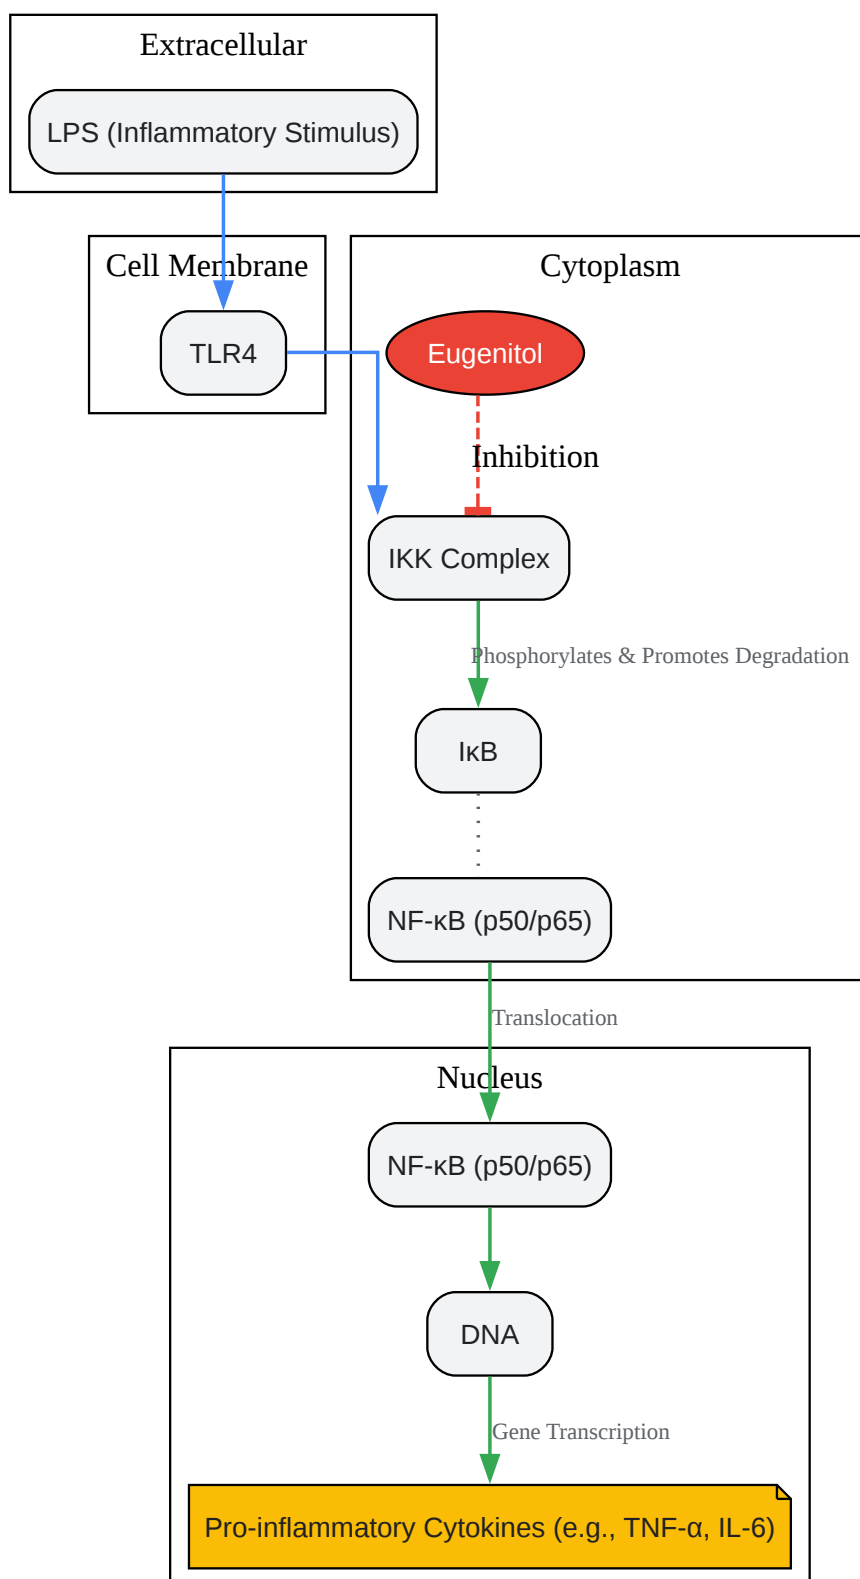 Extracellular
LPS (Inflammatory Stimulus)
Cell Membrane
TLR4
Cytoplasm
Eugenitol
Inhibition
IKK Complex
Phosphorylates & Promotes Degradation
IκB
NF-κB (p50/p65)
Translocation
Nucleus
NF-κB (p50/p65)
DNA
Gene Transcription
Pro-inflammatory Cytokines (e.g., TNF-α, IL-6)